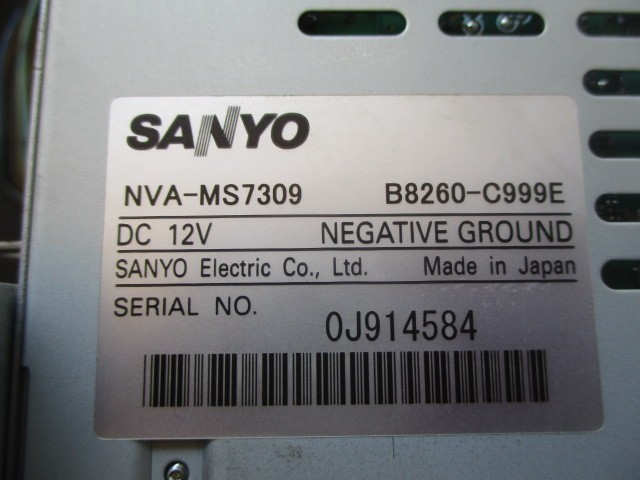 SANYO
NVA-MS7309 B8260-C999E
DC 12V NEGATIVE GROUND
SANYO Electric Co., Ltd. Made in Japan
SERIAL NO. 0J914584